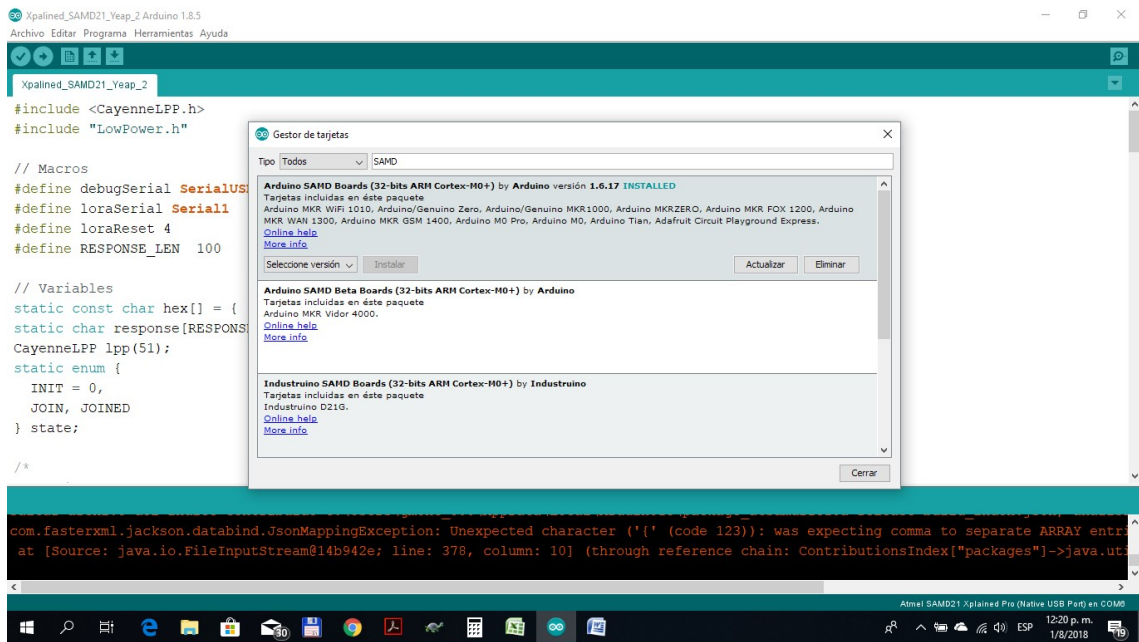 Xpalined_SAMD21_Yeap_2 Arduino 1.8.5
Archivo Editar Programa Herramientas Ayuda
Xpalined_SAMD21_Yeap_2
#include <CayenneLPP.h>
#include "LowPower.h"
// Macros
#define debugSerial SerialUS
#define loraSerial Serial1
#define loraReset 4
#define RESPONSE_LEN 100
// Variables
static const char hex[] = {
static char response[RESPONS
CayenneLPP lpp(51);
static enum {
INIT = 0,
JOIN, JOINED
} state;
/*
Gestor de tarjetas
Tipo Todos SAMD
Arduino SAMD Boards (32-bits ARM Cortex-M0+) by Arduino versión 1.6.17 INSTALLED
Tarjetas incluidas en éste paquete
Arduino MKR WiFi 1010, Arduino/Genuino Zero, Arduino/Genuino MKR1000, Arduino MKRZERO, Arduino MKR FOX 1200, Arduino
MKR WAN 1300, Arduino MKR GSM 1400, Arduino M0 Pro, Arduino M0, Arduino Tian, Adafruit Circuit Playground Express.
Online help
More info
Seleccione versión Instalar Actualizar Eliminar
Arduino SAMD Beta Boards (32-bits ARM Cortex-M0+) by Arduino
Tarjetas incluidas en éste paquete
Arduino MKR Vidor 4000.
Online help
More info
Industruino SAMD Boards (32-bits ARM Cortex-M0+) by Industruino
Tarjetas incluidas en éste paquete
Industruino D21G.
Online help
More info
Cerrar
com.fasterxml.jackson.databind.JsonMappingException: Unexpected character ('{' (code 123)): was expecting comma to separate ARRAY entri
at [Source: java.io.FileInputStream@14b942e; line: 378, column: 10] (through reference chain: ContributionsIndex["packages"]->java.uti
Atmel SAMD21 Xplained Pro (Native USB Port) en COM6
30
ESP
12:20 p. m.
1/8/2018
19